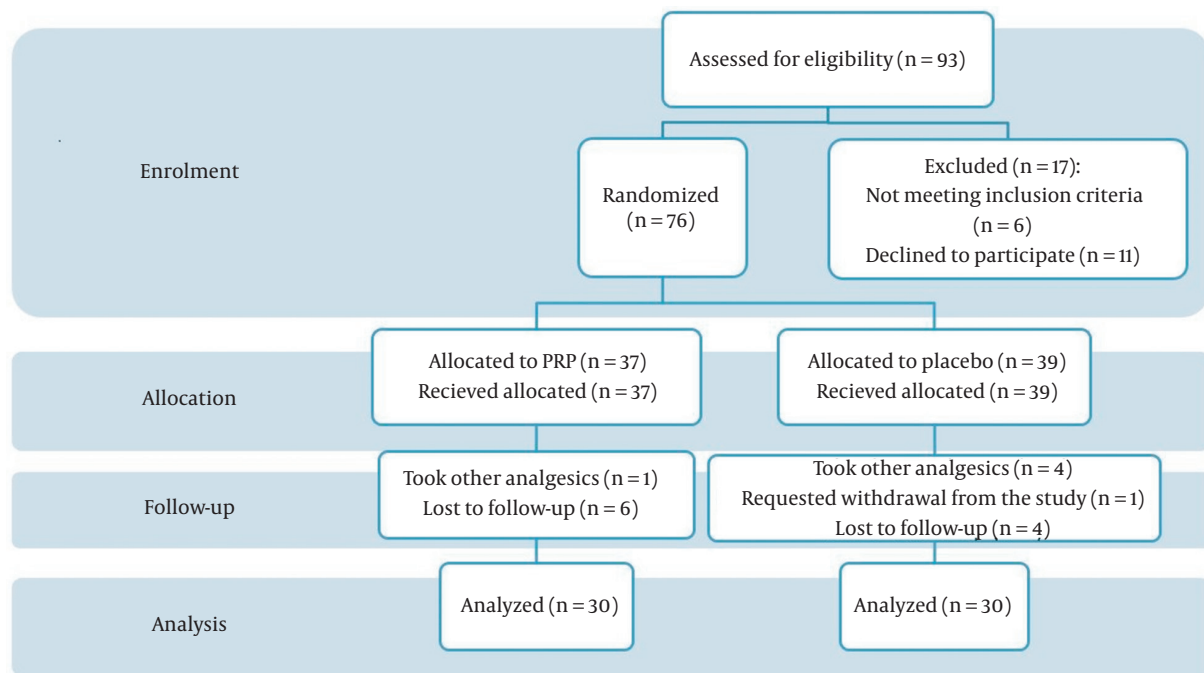 Assessed for eligibility (n = 93)
Enrolment
Randomized
(n = 76)
Excluded (n = 17):
Not meeting inclusion criteria
(n = 6)
Declined to participate (n = 11)
Allocation
Allocated to PRP (n = 37)
Recieved allocated (n = 37)
Allocated to placebo (n = 39)
Recieved allocated (n = 39)
Follow-up
Took other analgesics (n = 1)
Lost to follow-up (n = 6)
Took other analgesics (n = 4)
Requested withdrawal from the study (n = 1)
Lost to follow-up (n = 4)
Analysis
Analyzed (n = 30)
Analyzed (n = 30)